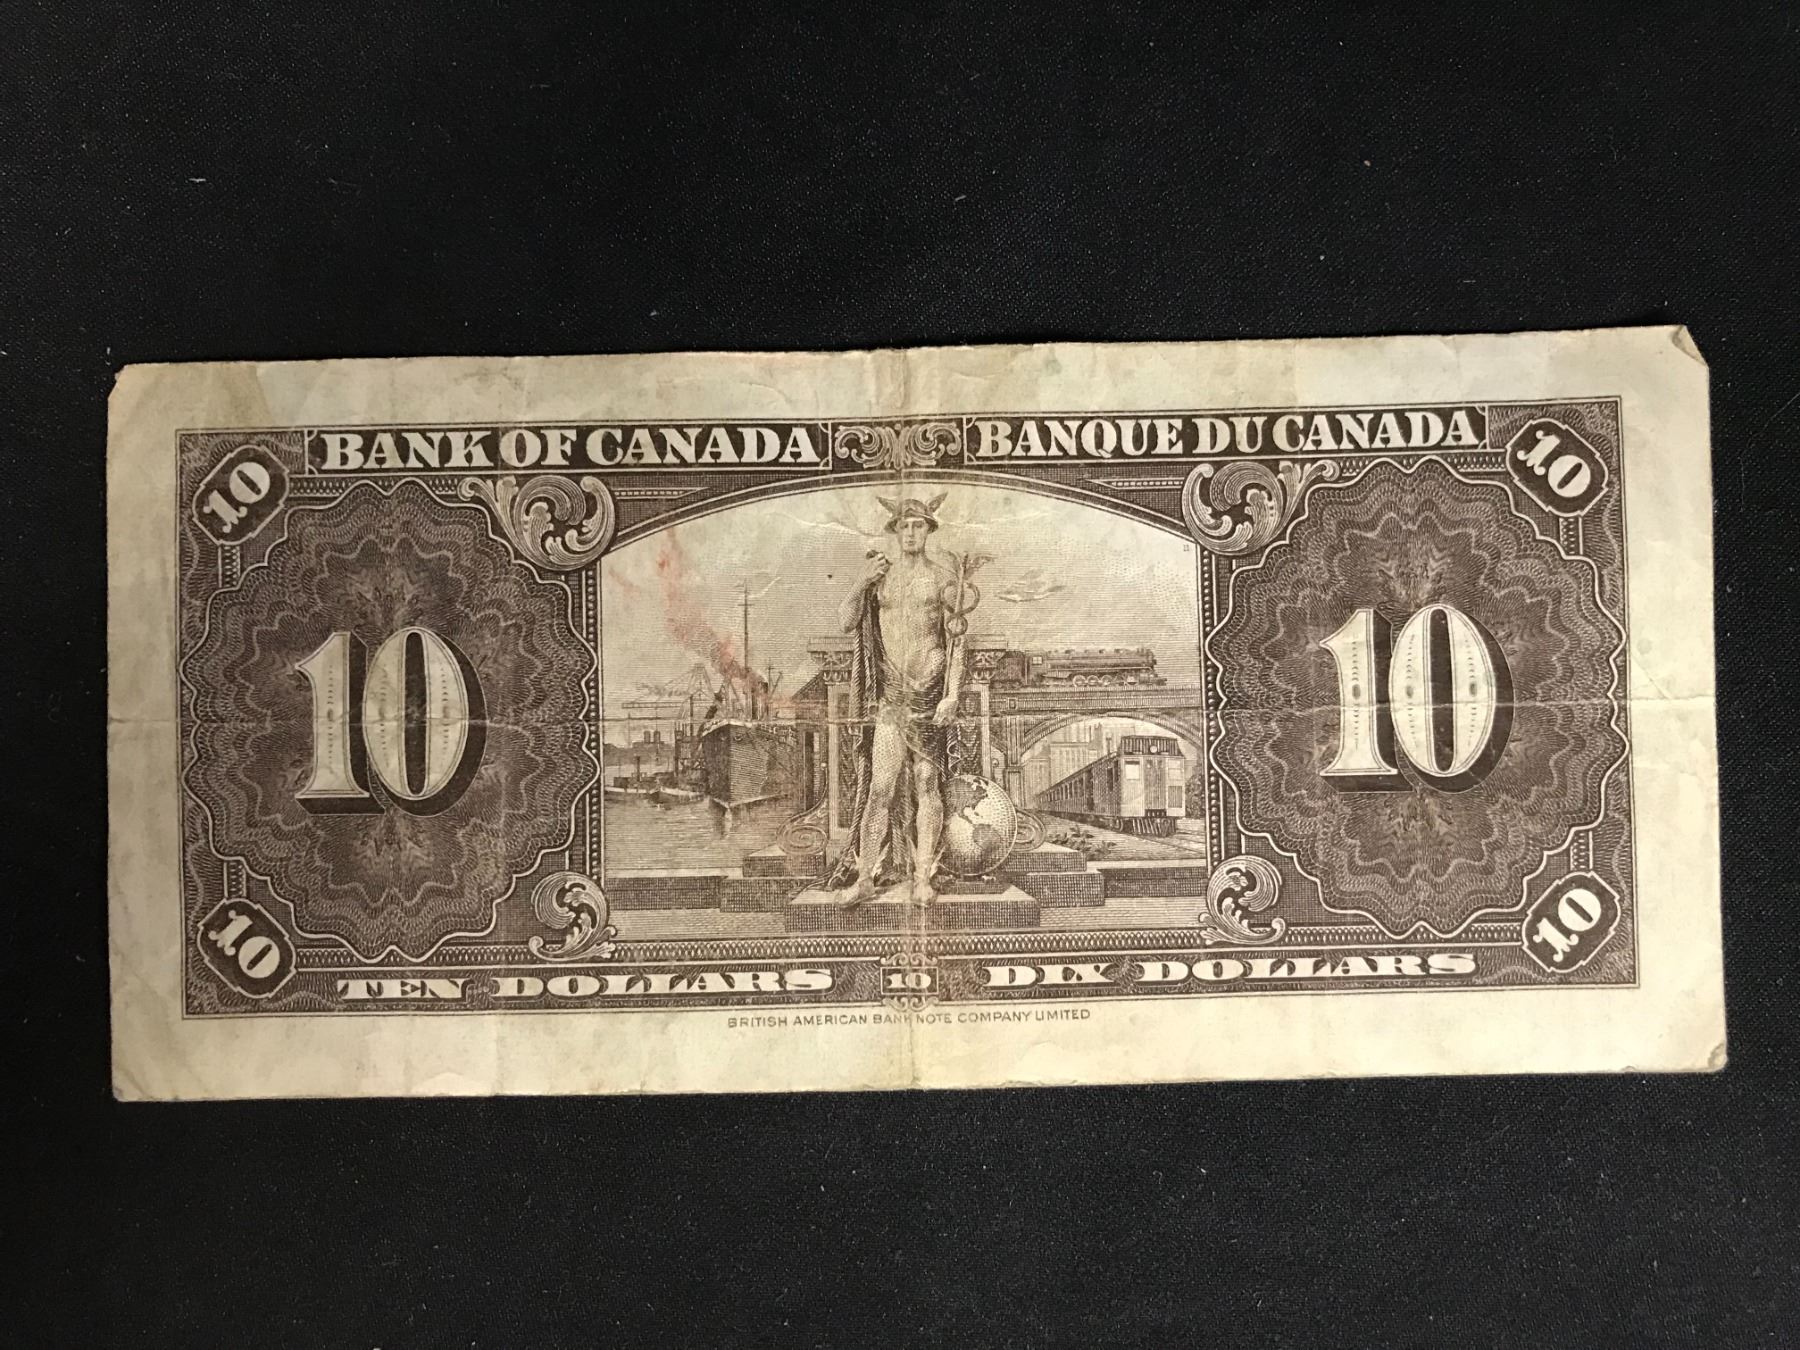 BANK OF CANADA BANQUE DU CANADA
10 10
11
10 10
10 10
TEN DOLLARS 10 DIX DOLLARS
BRITISH AMERICAN BANK NOTE COMPANY LIMITED